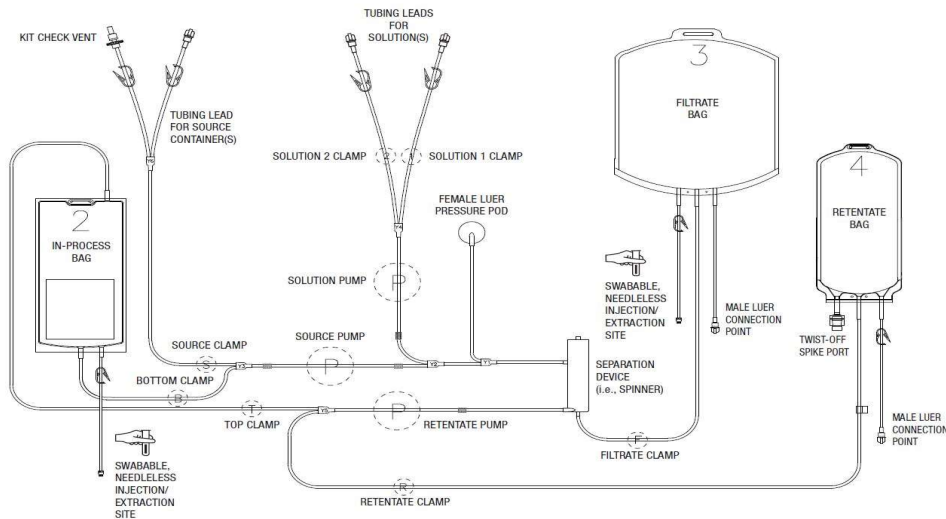 TUBING LEADS
FOR
SOLUTION(S)
KIT CHECK VENT
3
FILTRATE
BAG
TUBING LEAD
FOR SOURCE
CONTAINER(S)
SOLUTION 2 CLAMP
2
1
SOLUTION 1 CLAMP
4
RETENTATE
BAG
FEMALE LUER
PRESSURE POD
2
IN-PROCESS
BAG
SOLUTION PUMP
P
SWABABLE,
NEEDLELESS
INJECTION/
EXTRACTION
SITE
MALE LUER
CONNECTION
POINT
TWIST-OFF
SPIKE PORT
SOURCE CLAMP
S
SOURCE PUMP
P
SEPARATION
DEVICE
(i.e., SPINNER)
BOTTOM CLAMP
B
T
TOP CLAMP
P
RETENTATE PUMP
MALE LUER
CONNECTION
POINT
F
FILTRATE CLAMP
SWABABLE,
NEEDLELESS
INJECTION/
EXTRACTION
SITE
R
RETENTATE CLAMP